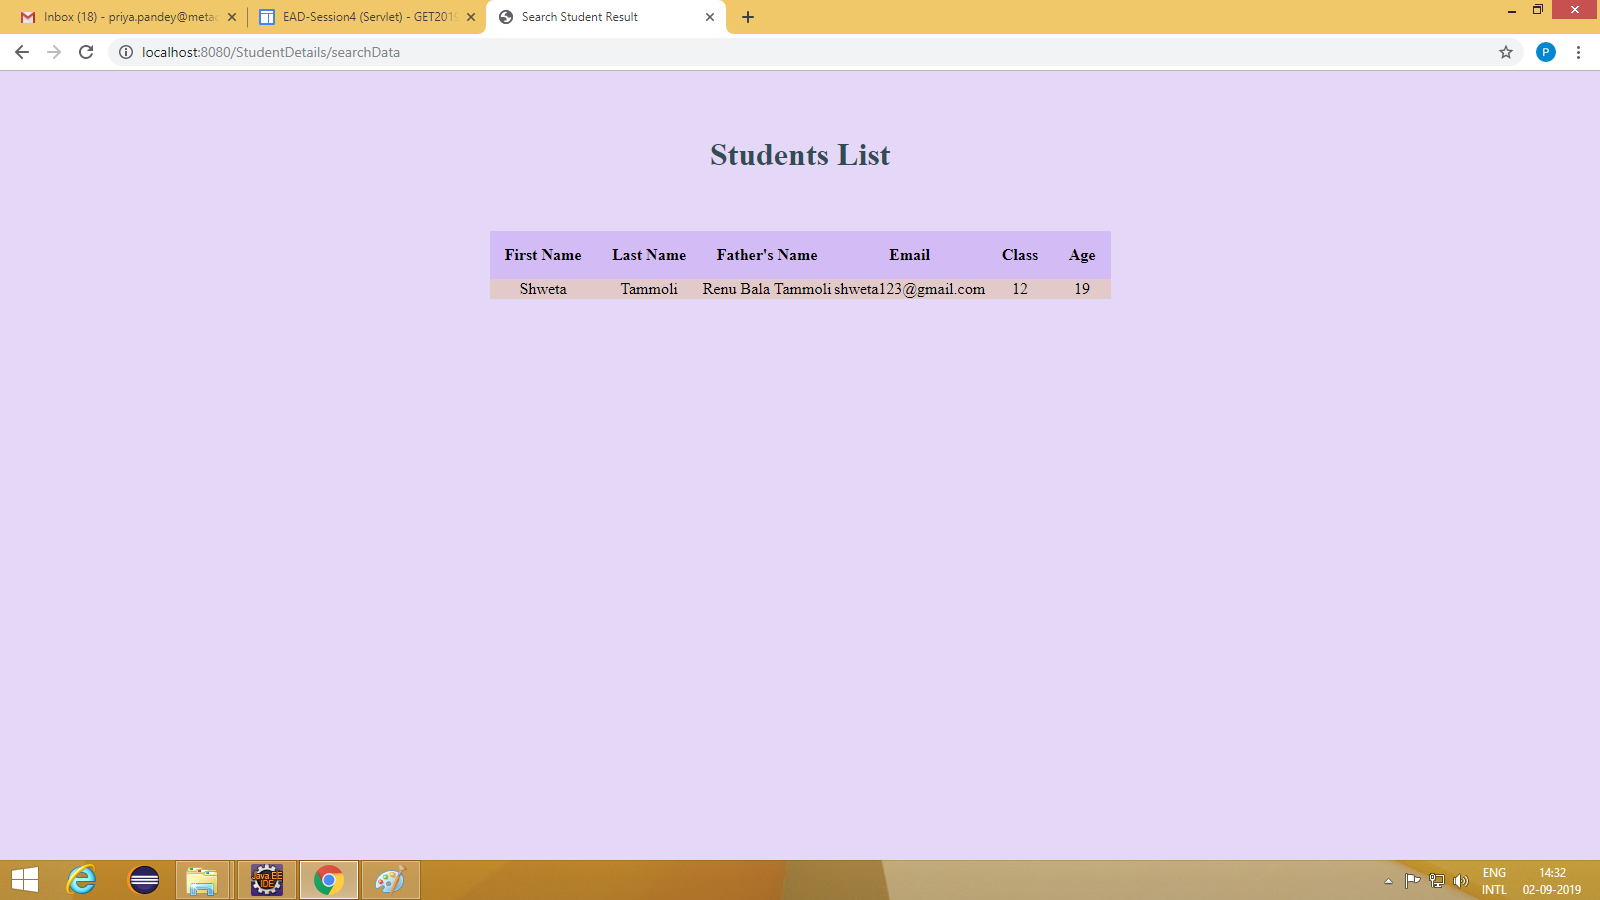 Inbox (18) - priya.pandey@metac
EAD-Session4 (Servlet) - GET2019
Search Student Result
localhost:8080/StudentDetails/searchData
P
Students List
First Name Last Name Father's Name Email Class Age
Shweta Tammoli Renu Bala Tammoli shweta123@gmail.com 12 19
Java EE
IDE
ENG 14:32
INTL 02-09-2019